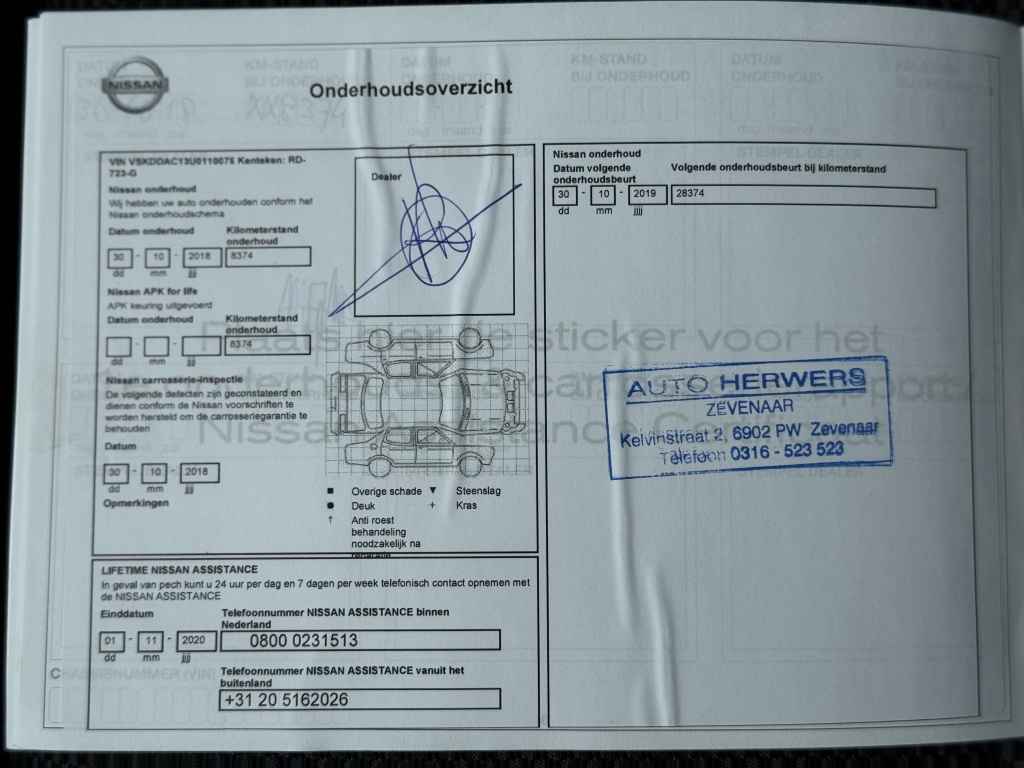 NISSAN
Onderhoudsoverzicht
Kenteken: RD-
723-G
Nissan onderhoud
Wij hebben uw auto onderhouden conform het
Nissan onderhoudschema
Datum onderhoud Kilometerstand
onderhoud
30 - 10 - 2018 8374
dd mm jjjj
Nissan APK for life
APK keuring uitgevoerd
Datum onderhoud Kilometerstand
onderhoud
- - 8374
dd mm jjjj
Nissan carrosserie-inspectie
De volgende defecten zijn geconstateerd en
dienen conform de Nissan voorschriften te
worden hersteld om de carrosseriegarantie te
behouden
Datum
30 - 10 - 2018
dd mm jjjj
Opmerkingen
Dealer
■ Overige schade ▼ Steenslag
● Deuk + Kras
† Anti roest
behandeling
noodzakelijk na
LIFETIME NISSAN ASSISTANCE
In geval van pech kunt u 24 uur per dag en 7 dagen per week telefonisch contact opnemen met
de NISSAN ASSISTANCE
Einddatum Telefoonnummer NISSAN ASSISTANCE binnen
Nederland
01 - 11 - 2020 0800 0231513
dd mm jjjj
Telefoonnummer NISSAN ASSISTANCE vanuit het
buitenland
+31 20 5162026
Nissan onderhoud
Datum volgende Volgende onderhoudsbeurt bij kilometerstand
onderhoudsbeurt
30 - 10 - 2019 28374
dd mm jjjj
AUTO HERWERS
ZEVENAAR
Kelvinstraat 2, 6902 PW Zevenaar
Telefoon 0316 - 523 523